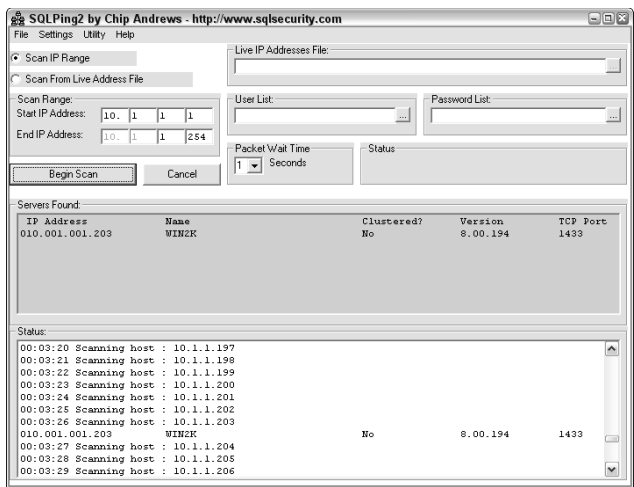 SQLPing2 by Chip Andrews - http://www.sqlsecurity.com
File Settings Utility Help
Scan IP Range
Scan From Live Address File
Live IP Addresses File:
...
Scan Range:
Start IP Address: 10. 1 1 1
End IP Address: 10. 1 1 254
User List:
...
Password List:
...
Packet Wait Time
1 Seconds
Status
Begin Scan Cancel
Servers Found:
IP Address Name Clustered? Version TCP Port
010.001.001.203 WIN2K No 8.00.194 1433
Status:
00:03:20 Scanning host : 10.1.1.197
00:03:21 Scanning host : 10.1.1.198
00:03:22 Scanning host : 10.1.1.199
00:03:23 Scanning host : 10.1.1.200
00:03:24 Scanning host : 10.1.1.201
00:03:25 Scanning host : 10.1.1.202
00:03:26 Scanning host : 10.1.1.203
010.001.001.203 WIN2K No 8.00.194 1433
00:03:27 Scanning host : 10.1.1.204
00:03:28 Scanning host : 10.1.1.205
00:03:29 Scanning host : 10.1.1.206